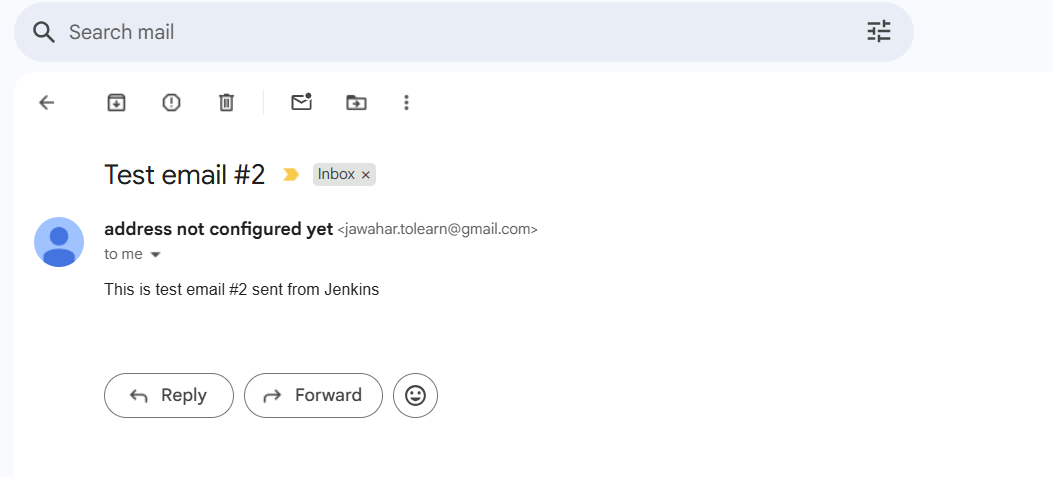 Search mail
Test email #2 Inbox ×
address not configured yet <jawahar.tolearn@gmail.com>
to me
This is test email #2 sent from Jenkins
Reply Forward